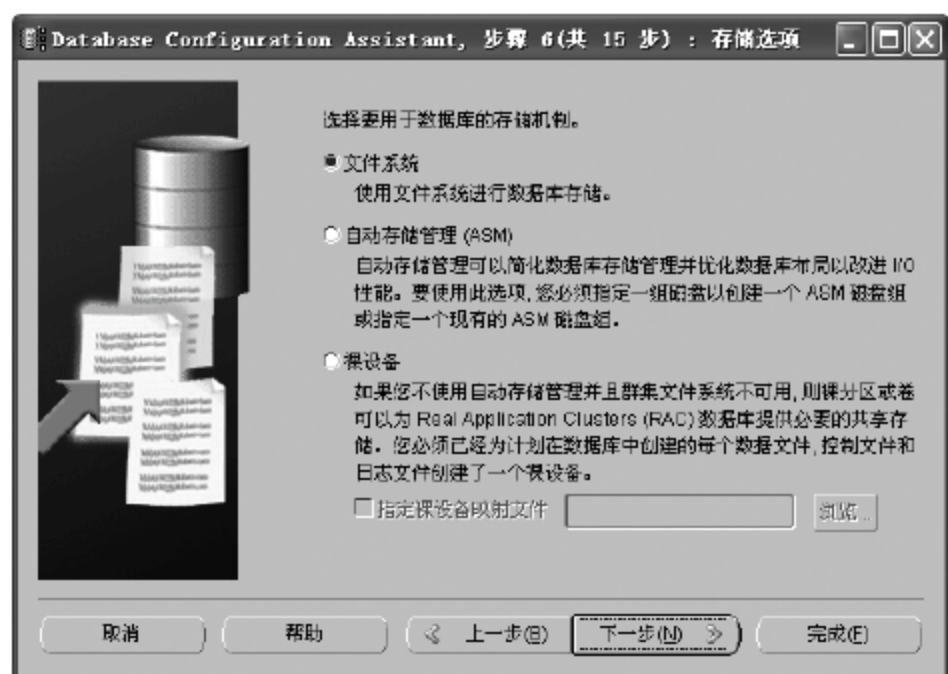 Database Configuration Assistant, 步骤 6(共 15 步) : 存储选项
选择要用于数据库的存储机制。
文件系统
使用文件系统进行数据库存储。
自动存储管理 (ASM)
自动存储管理可以简化数据库存储管理并优化数据库布局以改进 I/O
性能。要使用此选项,您必须指定一组磁盘以创建一个 ASM 磁盘组
或指定一个现有的 ASM 磁盘组。
裸设备
如果您不使用自动存储管理并且群集文件系统不可用,则裸分区或卷
可以为 Real Application Clusters (RAC) 数据库提供必要的共享存
储。您必须已经为计划在数据库中创建的每个数据文件,控制文件和
日志文件创建了一个裸设备。
指定裸设备映射文件
浏览...
取消
帮助
上一步(B)
下一步(N)
完成(F)